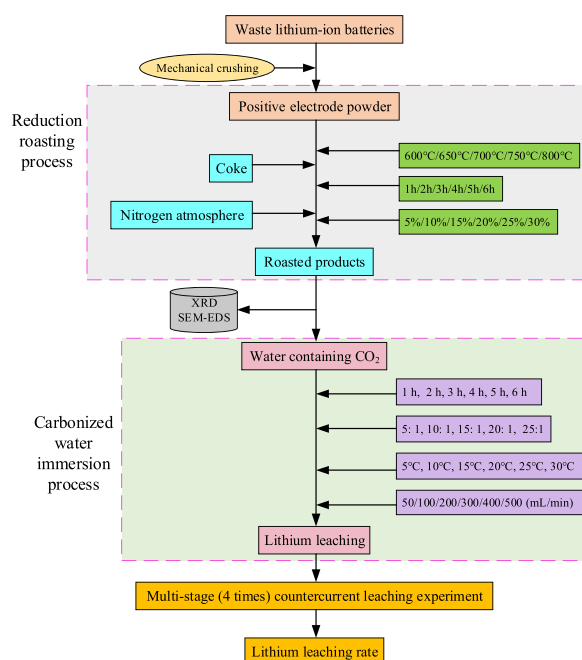 Waste lithium-ion batteries
Mechanical crushing
Positive electrode powder
Reduction
roasting
process
600℃/650℃/700℃/750℃/800℃
Coke
1h/2h/3h/4h/5h/6h
Nitrogen atmosphere
5%/10%/15%/20%/25%/30%
Roasted products
XRD
SEM-EDS
Water containing CO₂
1 h, 2 h, 3 h, 4 h, 5 h, 6 h
5: 1, 10: 1, 15: 1, 20: 1, 25:1
Carbonized
water
immersion
process
5℃, 10℃, 15℃, 20℃, 25℃, 30℃
50/100/200/300/400/500 (mL/min)
Lithium leaching
Multi-stage (4 times) countercurrent leaching experiment
Lithium leaching rate